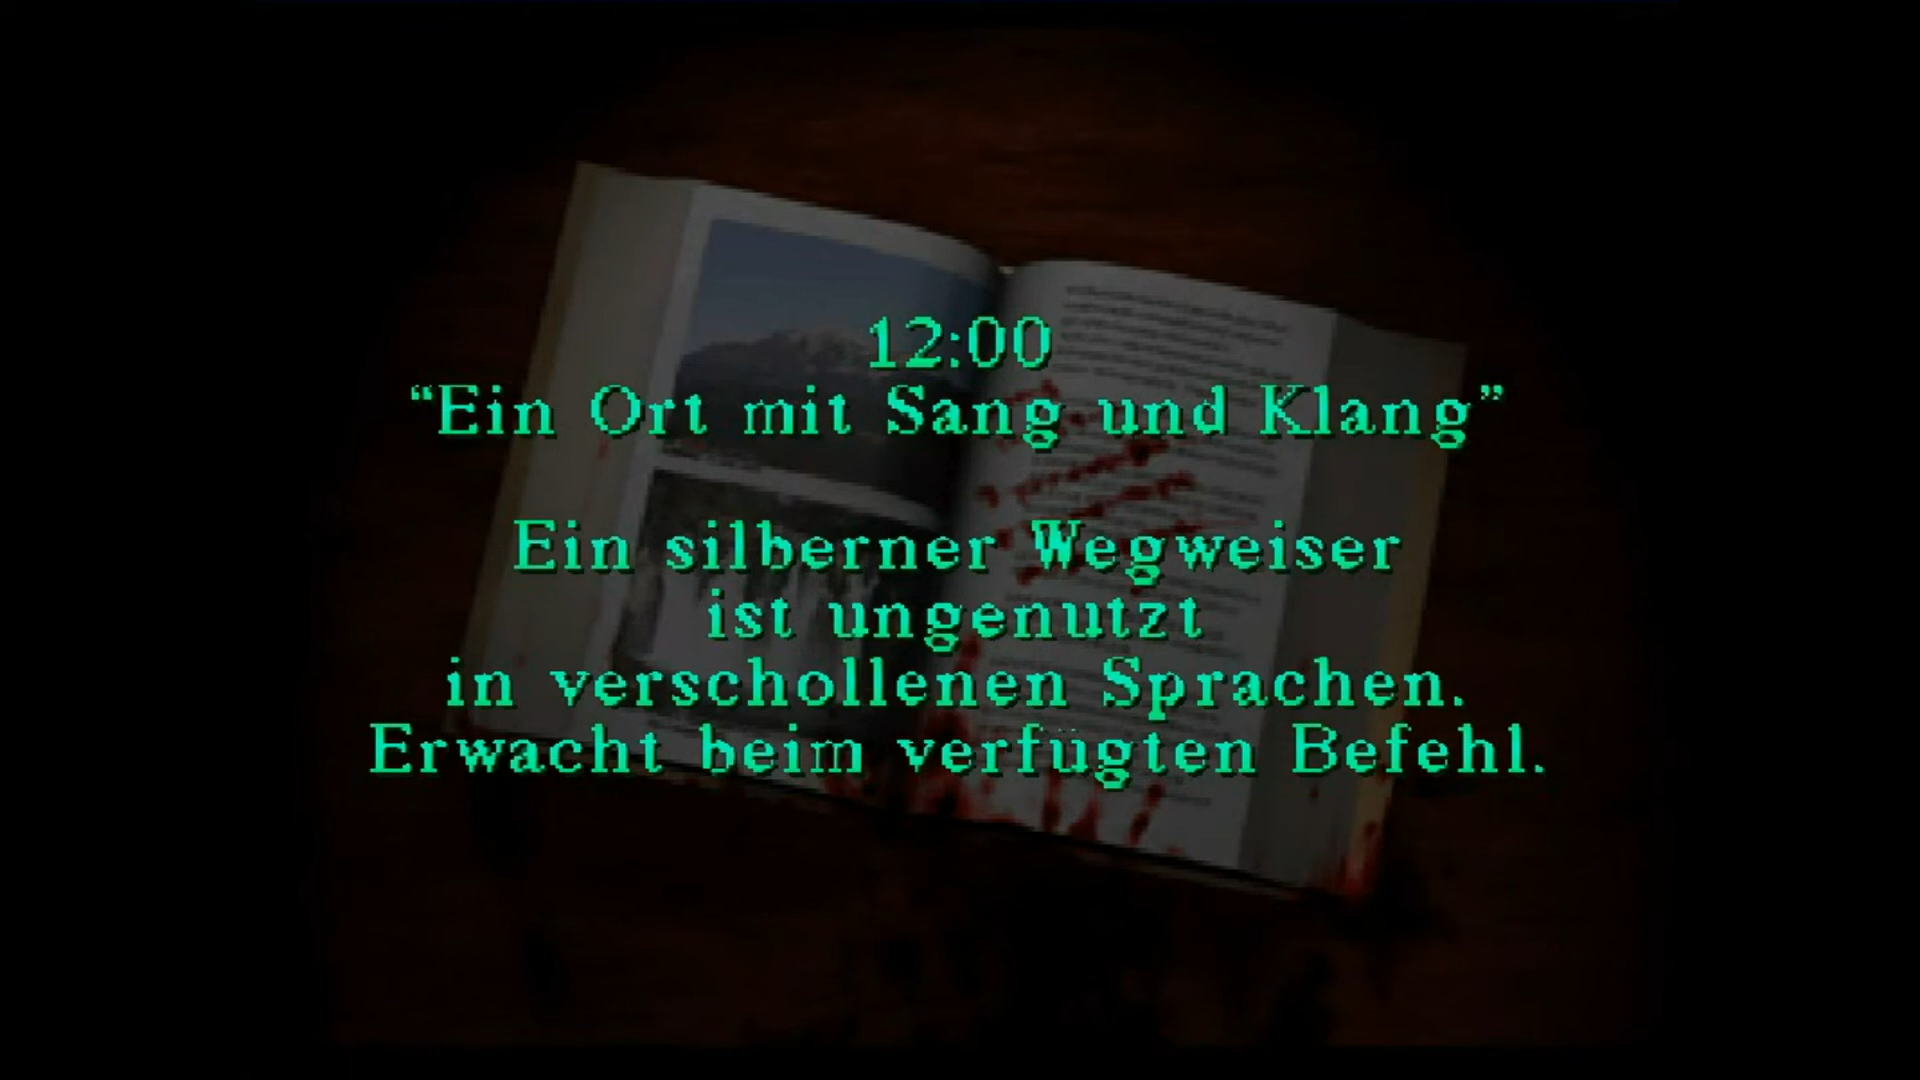 12:00
“Ein Ort mit Sang und Klang”
Ein silberner Wegweiser
ist ungenutzt
in verschollenen Sprachen.
Erwacht beim verfügten Befehl.